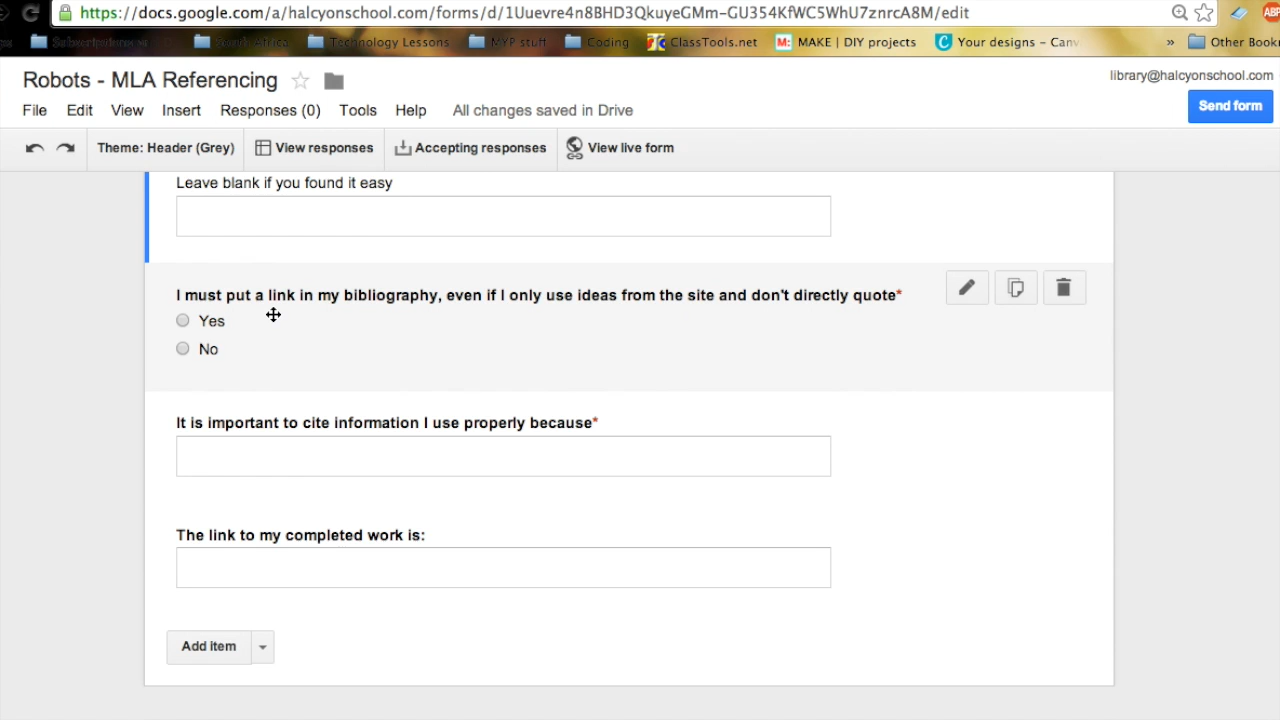 https://docs.google.com/a/halcyonschool.com/forms/d/1Uuevre4n8BHD3QkuyeGMm-GU354KfWC5WhU7znrcA8M/edit
South Africa Technology Lessons MYP stuff Coding ClassTools.net M: MAKE | DIY projects Your designs – Canv » Other Bookm
Robots - MLA Referencing
library@halcyonschool.com
File Edit View Insert Responses (0) Tools Help All changes saved in Drive
Send form
Theme: Header (Grey) View responses Accepting responses View live form
Leave blank if you found it easy
I must put a link in my bibliography, even if I only use ideas from the site and don't directly quote*
Yes
No
It is important to cite information I use properly because*
The link to my completed work is:
Add item